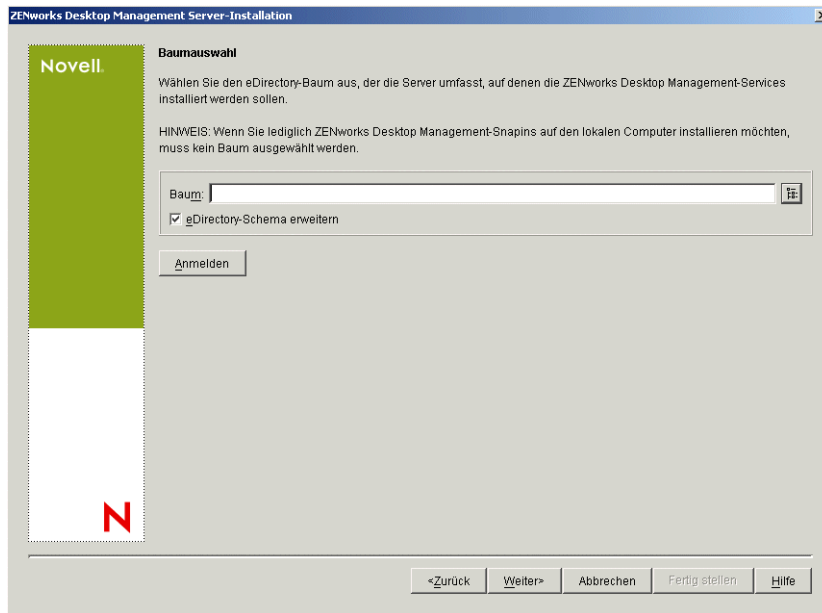 ZENworks Desktop Management Server-Installation
Novell.
Baumauswahl
Wählen Sie den eDirectory-Baum aus, der die Server umfasst, auf denen die ZENworks Desktop Management-Services
installiert werden sollen.
HINWEIS: Wenn Sie lediglich ZENworks Desktop Management-Snapins auf den lokalen Computer installieren möchten,
muss kein Baum ausgewählt werden.
Baum:
eDirectory-Schema erweitern
Anmelden
N
«Zurück Weiter» Abbrechen Fertig stellen Hilfe